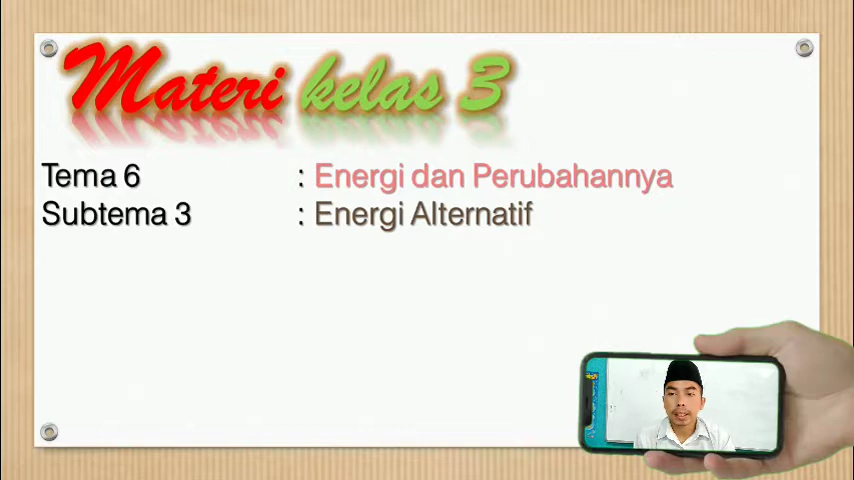 Materi kelas 3
Tema 6 : Energi dan Perubahannya
Subtema 3 : Energi Alternatif